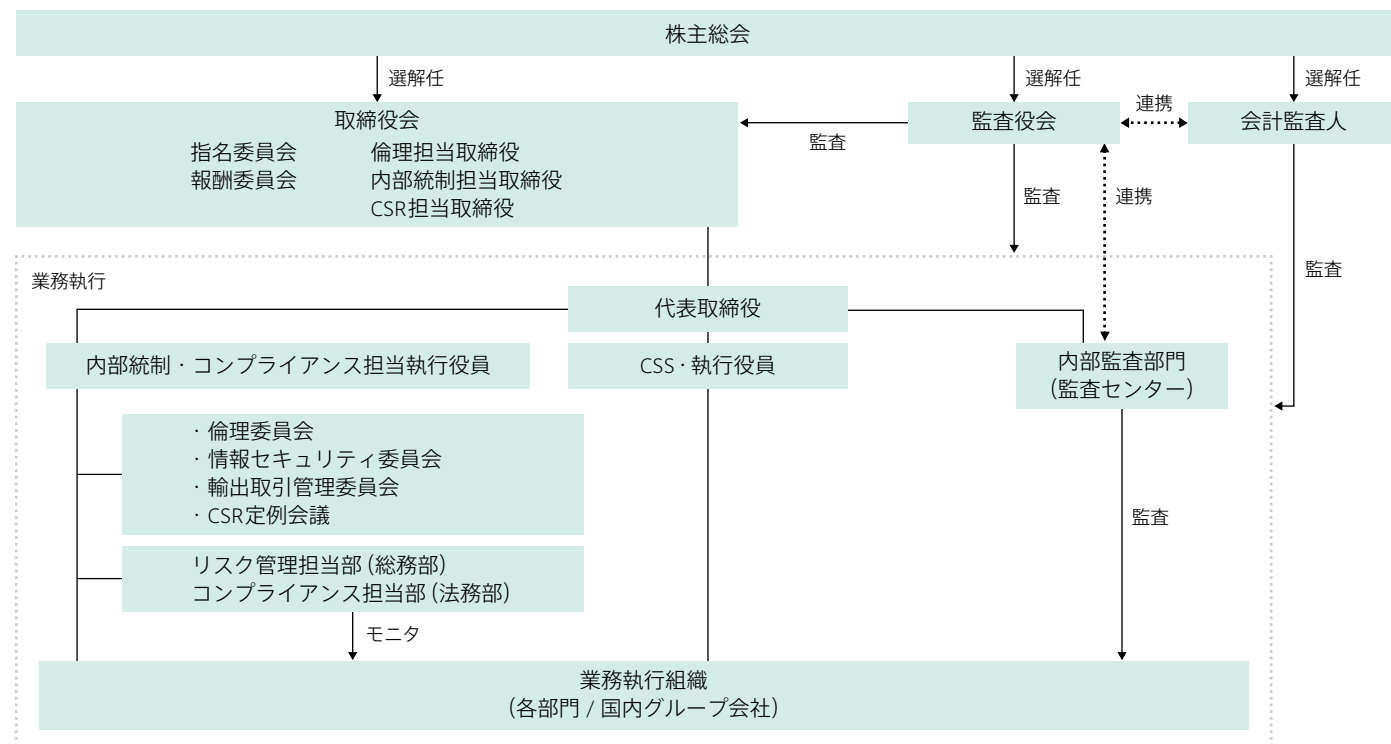 株主総会
選解任
選解任
選解任
取締役会
指名委員会
倫理担当取締役
報酬委員会
内部統制担当取締役
CSR担当取締役
監査
監査役会
連携
会計監査人
監査
連携
監査
業務執行
代表取締役
内部統制・コンプライアンス担当執行役員
CSS・執行役員
内部監査部門
（監査センター）
・倫理委員会
・情報セキュリティ委員会
・輸出取引管理委員会
・CSR定例会議
監査
リスク管理担当部（総務部）
コンプライアンス担当部（法務部）
モニタ
業務執行組織
（各部門 / 国内グループ会社）